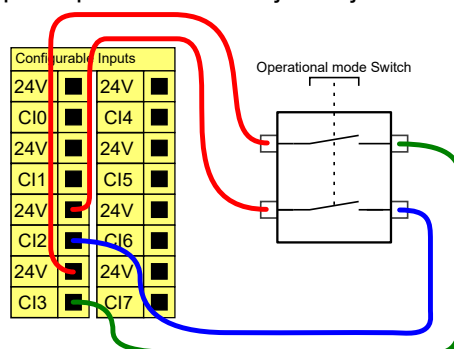 Configurable Inputs
24V 24V
CI0 CI4
24V 24V
CI1 CI5
24V 24V
CI2 CI6
24V 24V
CI3 CI7
Operational mode Switch